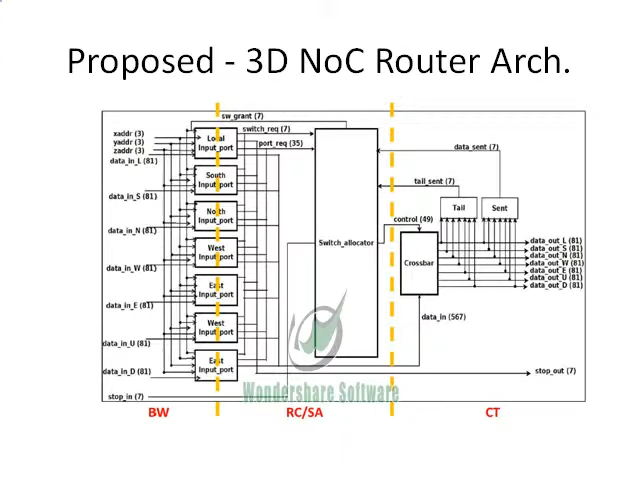 Proposed - 3D NoC Router Arch.
sw_grant (7)
xaddr (3)
yaddr (3)
zaddr (3)
data_in_L (81)
Local
Input_port
switch_req (7)
port_req (35)
data_sent (7)
South
Input_port
data_in_S (81)
tail_sent (7)
Tail
Sent
North
Input_port
data_in_N (81)
control (49)
West
Input_port
data_in_W (81)
Switch_allocator
Crossbar
data_out_L (81)
data_out_S (81)
data_out_N (81)
data_out_W (81)
data_out_E (81)
data_out_U (81)
data_out_D (81)
East
Input_port
data_in_E (81)
data_in (567)
West
Input_port
data_in_U (81)
East
Input_port
data_in_D (81)
stop_out (7)
stop_in (7)
Wondershare Software
BW
RC/SA
CT